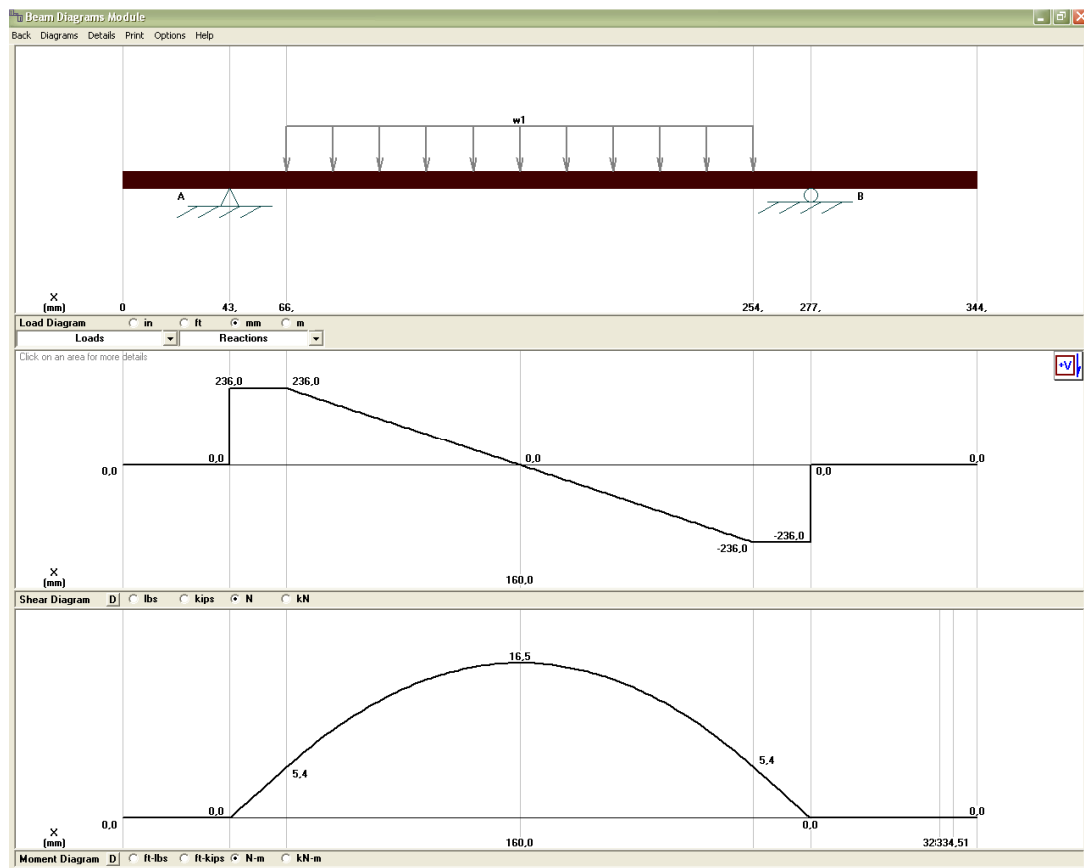 Beam Diagrams Module
Back Diagrams Details Print Options Help
w1
A B
X
(mm) 0 43, 66, 254, 277, 344,
Load Diagram in ft mm m
Loads Reactions
Click on an area for more details
+V
236,0 236,0
0,0 0,0 0,0 0,0 0,0
-236,0 -236,0
X
(mm) 160,0
Shear Diagram D lbs kips N kN
16,5
5,4 5,4
0,0 0,0 0,0 0,0
X
(mm) 160,0 32:334,51
Moment Diagram D ft-lbs ft-kips N-m kN-m